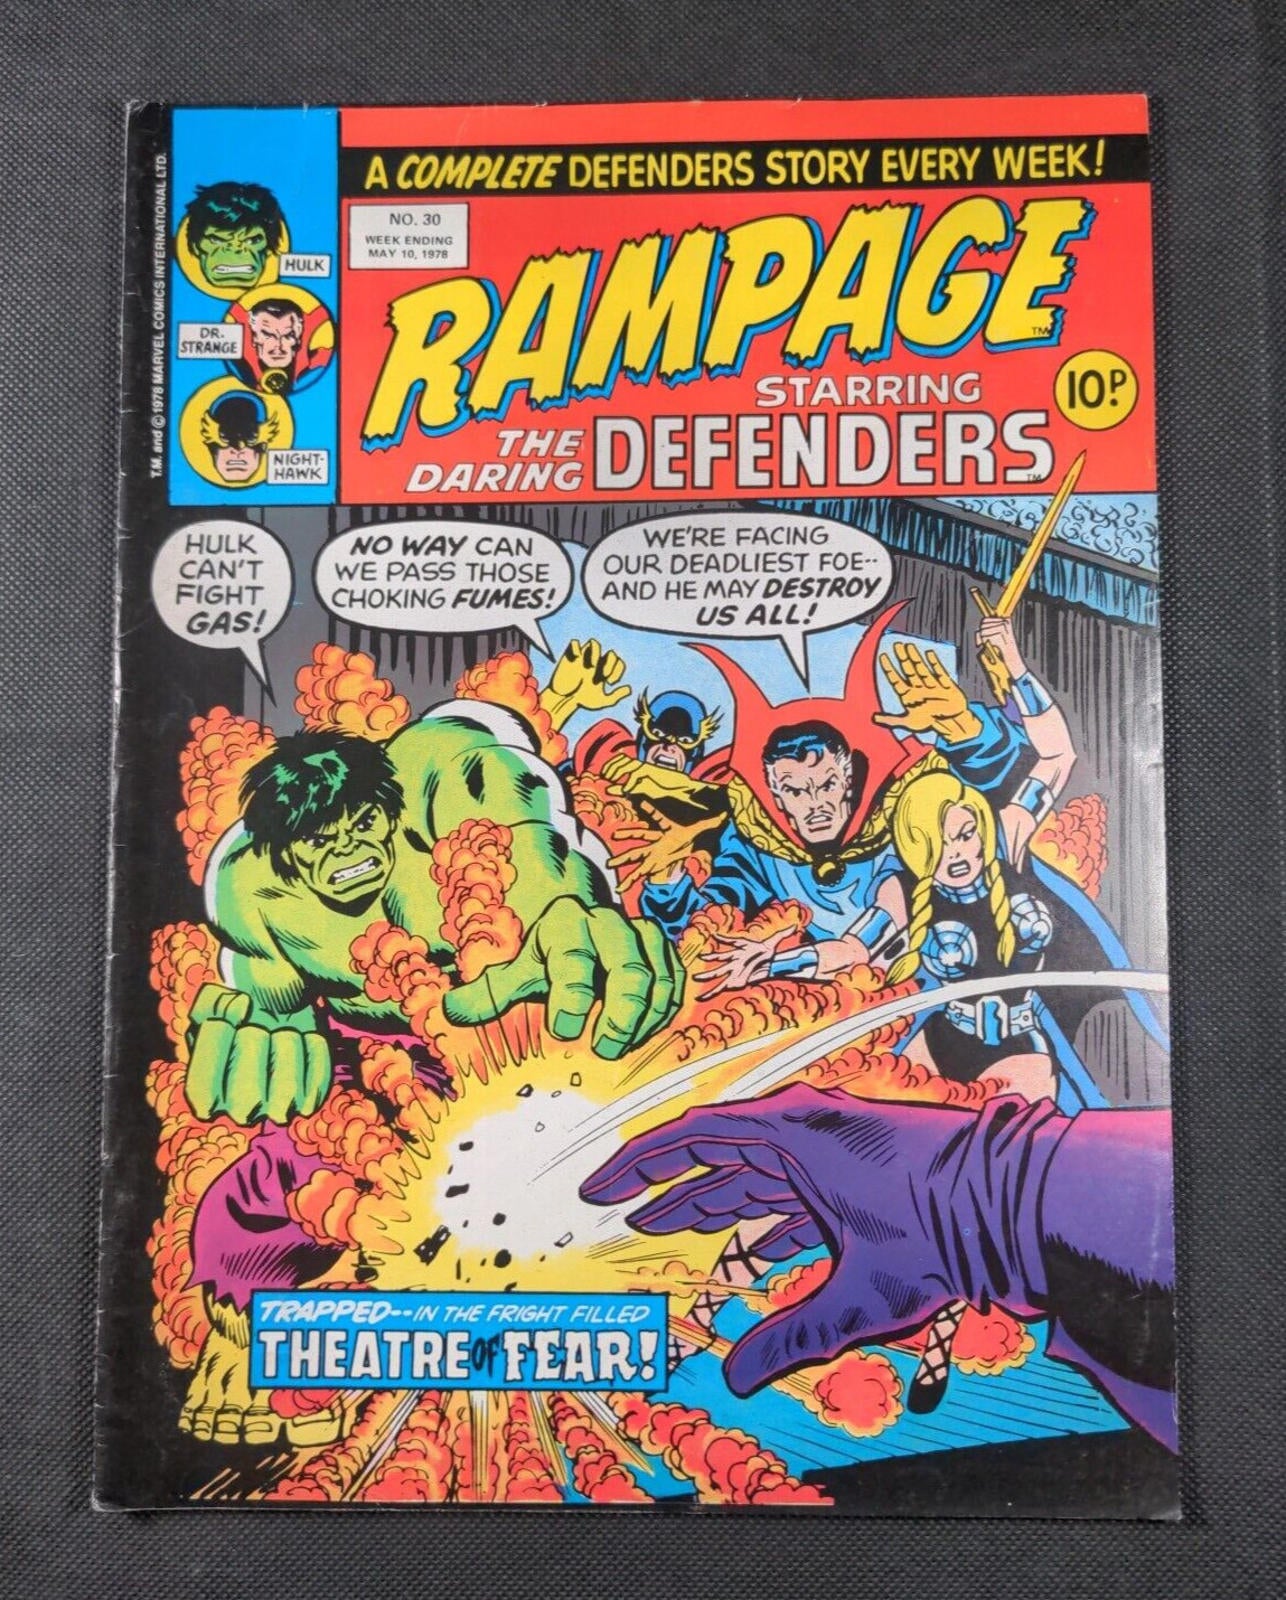 A COMPLETE DEFENDERS STORY EVERY WEEK!
NO. 30
WEEK ENDING
MAY 10, 1978
RAMPAGE TM
STARRING
THE DARING
DEFENDERS TM
10P
HULK
DR.
STRANGE
NIGHT-
HAWK
T.M. and © 1978 MARVEL COMICS INTERNATIONAL LTD.
HULK
CAN'T
FIGHT
GAS!
NO WAY CAN
WE PASS THOSE
CHOKING FUMES!
WE'RE FACING
OUR DEADLIEST FOE--
AND HE MAY DESTROY
US ALL!
TRAPPED--IN THE FRIGHT FILLED
THEATRE OF FEAR!